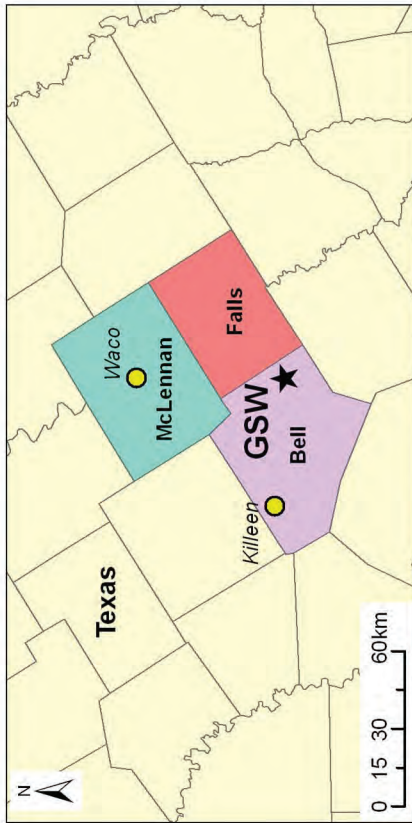 N
Texas
Waco
McLennan
Falls
GSW
Bell
Killeen
0 15 30 60km